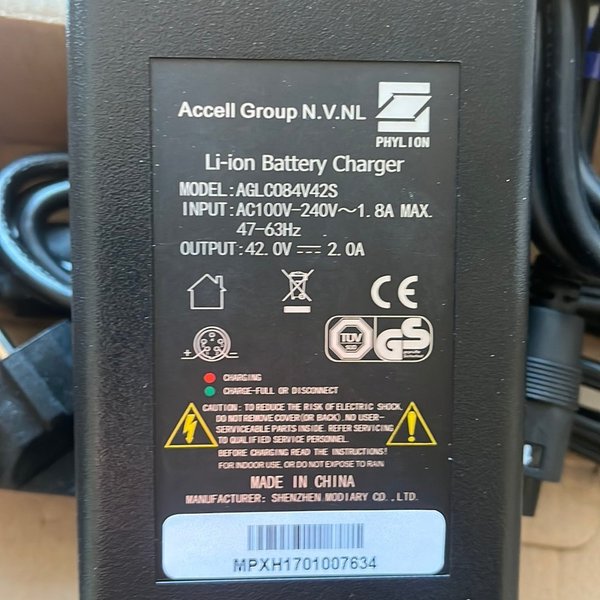 Accell Group N.V.NL
PHYLION
Li-ion Battery Charger
MODEL:AGLC084V42S
INPUT:AC100V-240V~1.8A MAX.
47-63Hz
OUTPUT:42.0V⎓2.0A
CE
TÜV
GS
CHARGING
CHARGE-FULL OR DISCONNECT
CAUTION: TO REDUCE THE RISK OF ELECTRIC SHOCK,
DO NOT REMOVE COVER(OR BACK). NO USER-
SERVICEABLE PARTS INSIDE. REFER SERVICING
TO QUALIFIED SERVICE PERSONNEL.
BEFORE CHARGING READ THE INSTRUCTIONS!
FOR INDOOR USE, OR DO NOT EXPOSE TO RAIN
MADE IN CHINA
MANUFACTURER: SHENZHEN MODIARY CO., LTD.
MPXH1701007634